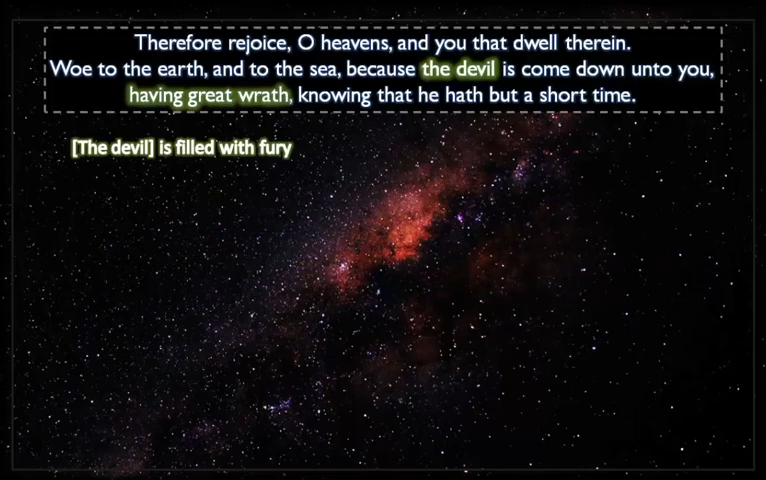 Therefore rejoice, O heavens, and you that dwell therein.
Woe to the earth, and to the sea, because the devil is come down unto you,
having great wrath, knowing that he hath but a short time.
[The devil] is filled with fury